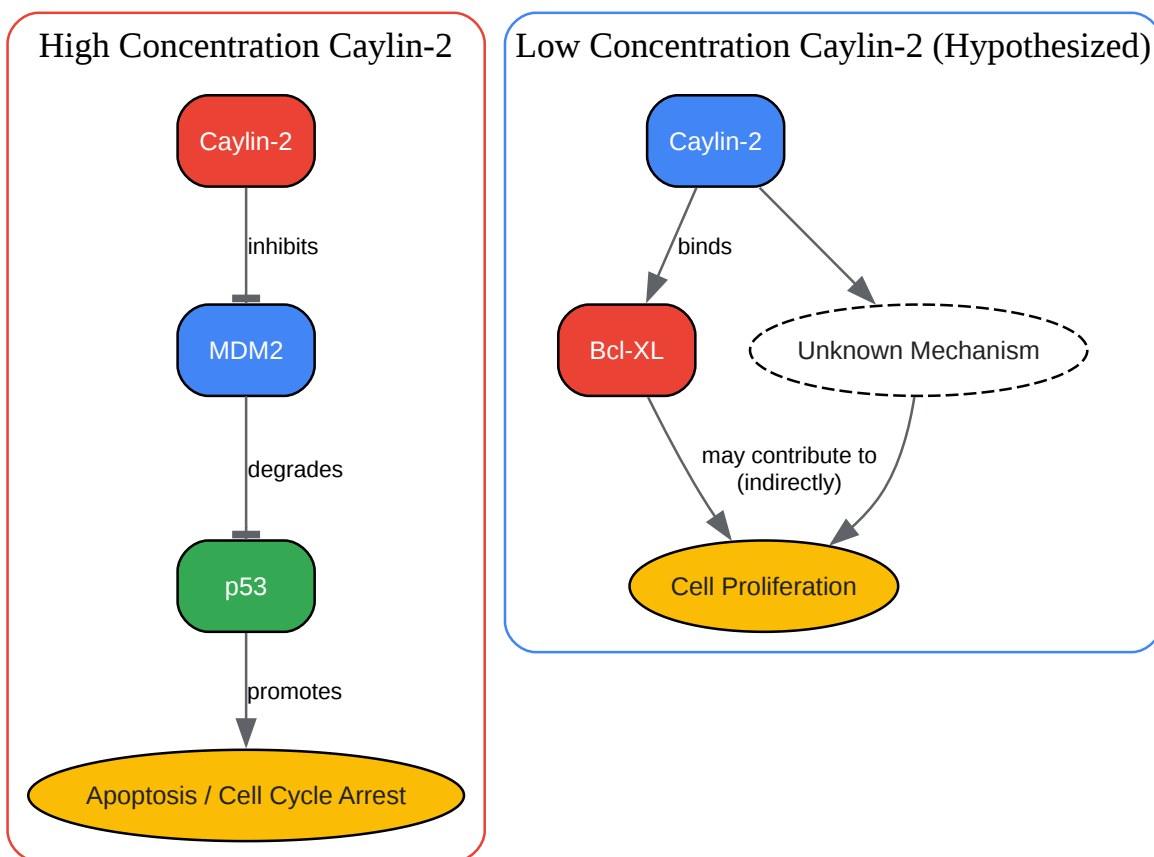 High Concentration Caylin-2
Caylin-2
inhibits
MDM2
degrades
p53
promotes
Apoptosis / Cell Cycle Arrest
Low Concentration Caylin-2 (Hypothesized)
Caylin-2
binds
Bcl-XL
Unknown Mechanism
may contribute to
(indirectly)
Cell Proliferation